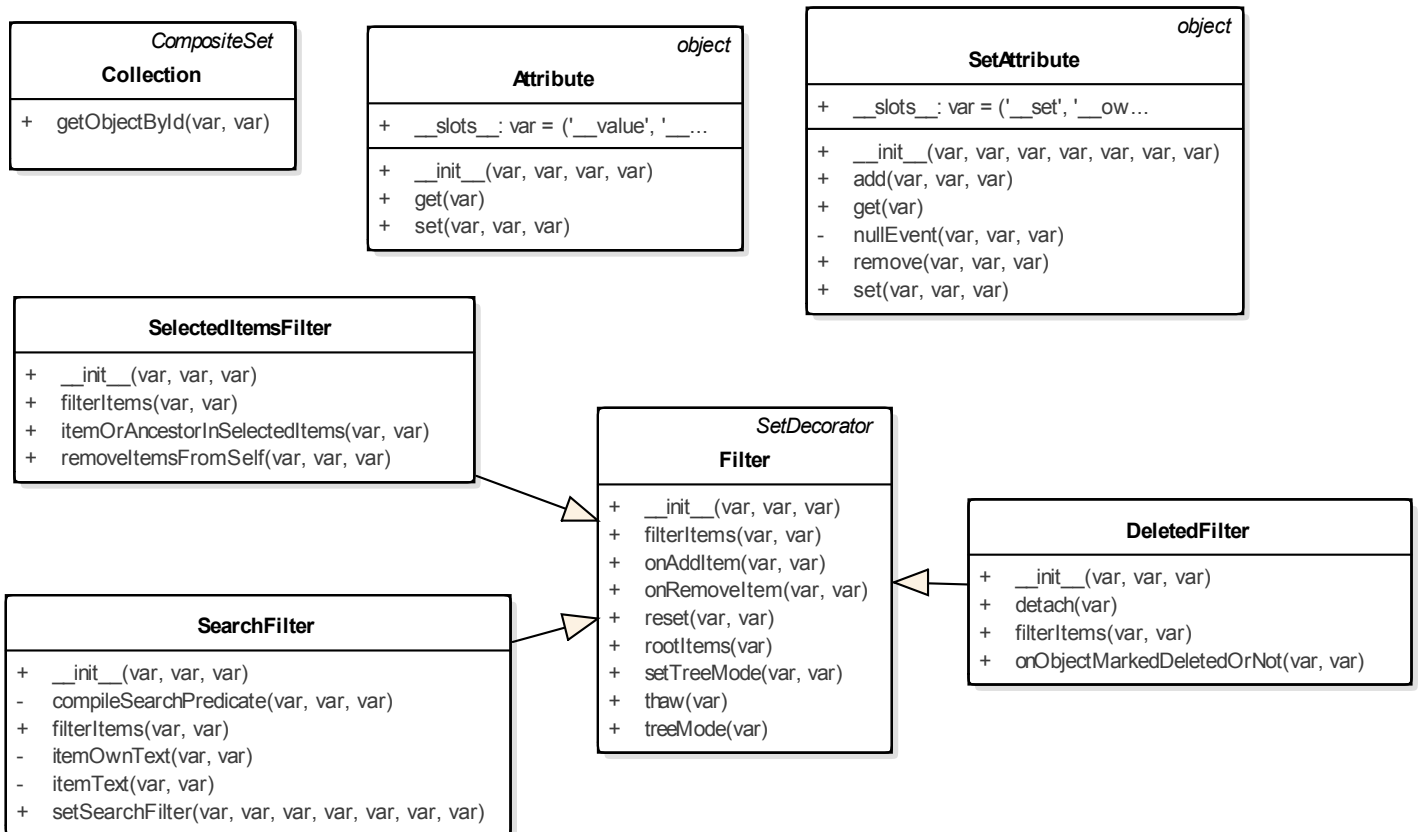 CompositeSet
Collection
+ getObjectById(var, var)
object
Attribute
+ __slots__: var = ('__value', '__...
+ __init__(var, var, var, var)
+ get(var)
+ set(var, var, var)
object
SetAttribute
+ __slots__: var = ('__set', '__ow...
+ __init__(var, var, var, var, var, var, var)
+ add(var, var, var)
+ get(var)
- nullEvent(var, var, var)
+ remove(var, var, var)
+ set(var, var, var)
SelectedItemsFilter
+ __init__(var, var, var)
+ filterItems(var, var)
+ itemOrAncestorInSelectedItems(var, var)
+ removeItemsFromSelf(var, var, var)
SetDecorator
Filter
+ __init__(var, var, var)
+ filterItems(var, var)
+ onAddItem(var, var)
+ onRemoveItem(var, var)
+ reset(var, var)
+ rootItems(var)
+ setTreeMode(var, var)
+ thaw(var)
+ treeMode(var)
DeletedFilter
+ __init__(var, var, var)
+ detach(var)
+ filterItems(var, var)
+ onObjectMarkedDeletedOrNot(var, var)
SearchFilter
+ __init__(var, var, var)
- compileSearchPredicate(var, var, var)
+ filterItems(var, var)
- itemOwnText(var, var)
- itemText(var, var)
+ setSearchFilter(var, var, var, var, var, var, var)